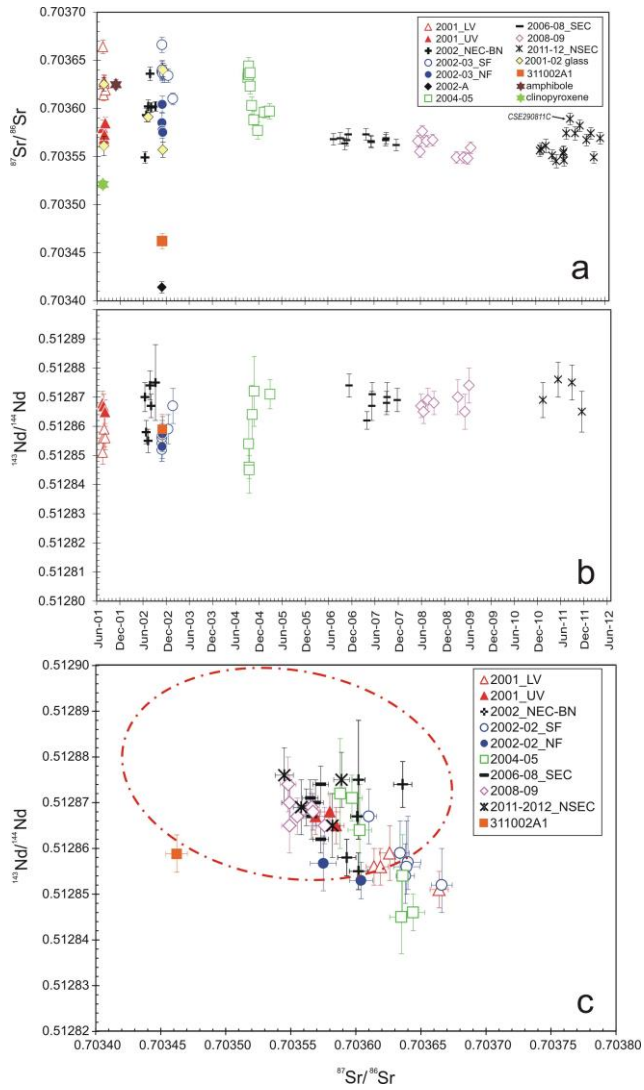 0.70370
0.70365
0.70360
0.70355
0.70350
0.70345
0.70340
87Sr/86Sr
2001_LV
2001_UV
2002_NEC-BN
2002-03_SF
2002-03_NF
2002-A
2004-05
2006-08_SEC
2008-09
2011-12_NSEC
2001-02 glass
311002A1
amphibole
clinopyroxene
CSE290811C
a
0.51289
0.51288
0.51287
0.51286
0.51285
0.51284
0.51283
0.51282
0.51281
0.51280
143Nd/144Nd
b
Jun-01
Dec-01
Jun-02
Dec-02
Jun-03
Dec-03
Jun-04
Dec-04
Jun-05
Dec-05
Jun-06
Dec-06
Jun-07
Dec-07
Jun-08
Dec-08
Jun-09
Dec-09
Jun-10
Dec-10
Jun-11
Dec-11
Jun-12
0.51290
0.51289
0.51288
0.51287
0.51286
0.51285
0.51284
0.51283
0.51282
143Nd/144Nd
2001_LV
2001_UV
2002_NEC-BN
2002-02_SF
2002-02_NF
2004-05
2006-08_SEC
2008-09
2011-2012_NSEC
311002A1
c
0.70340
0.70345
0.70350
0.70355
0.70360
0.70365
0.70370
0.70375
0.70380
87Sr/86Sr